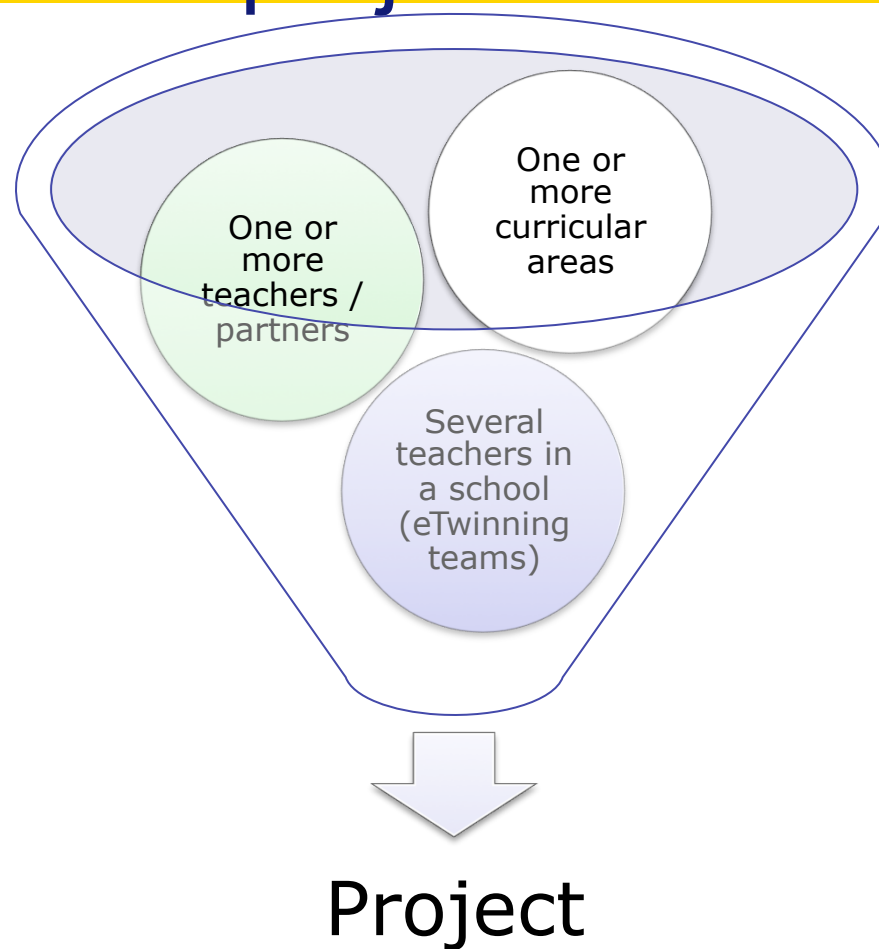 One or
more
teachers /
partners
One or
more
curricular
areas
Several
teachers in
a school
(eTwinning
teams)
Project